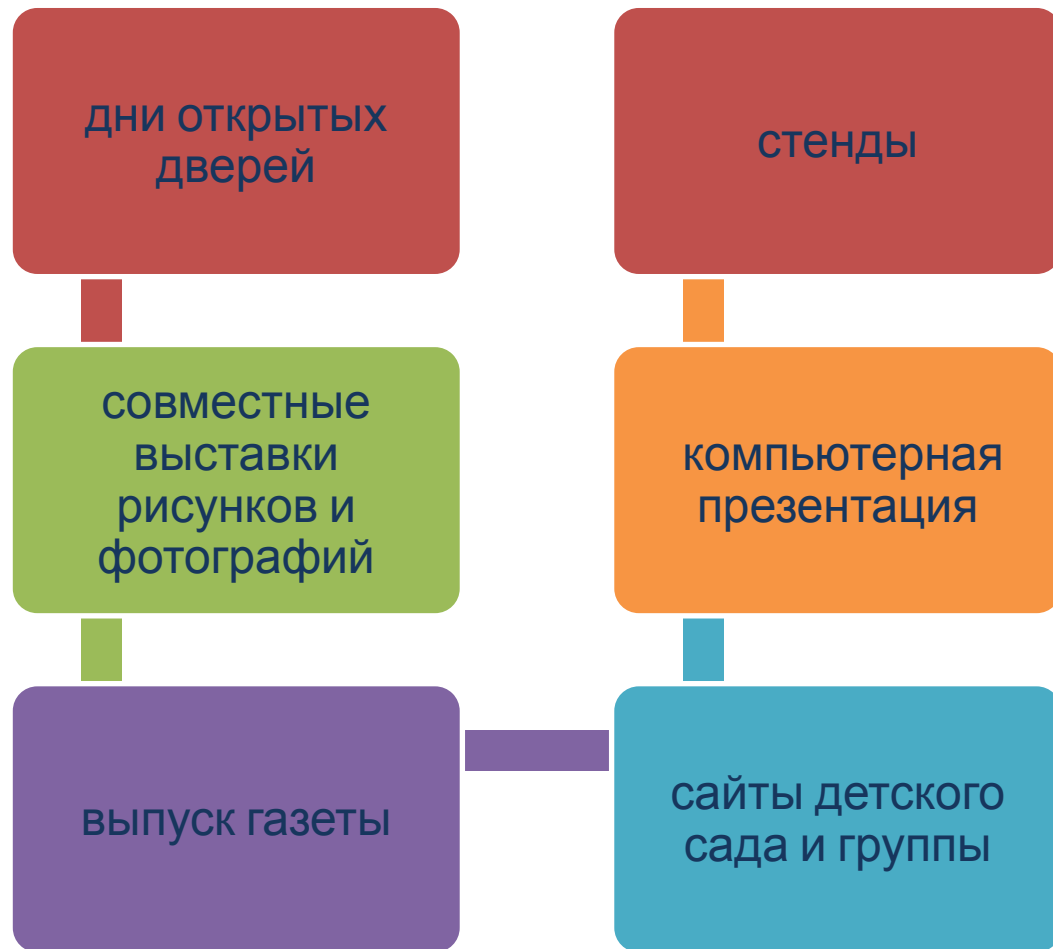 дни открытых
дверей
совместные
выставки
рисунков и
фотографий
выпуск газеты
сайты детского
сада и группы
компьютерная
презентация
стенды